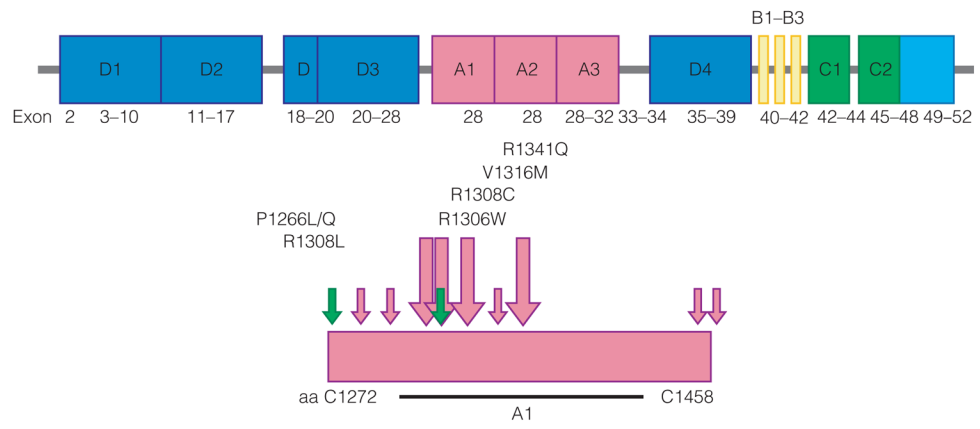 B1–B3
D1 D2 D D3 A1 A2 A3 D4 C1 C2
Exon 2 3–10 11–17 18–20 20–28 28 28 28–32 33–34 35–39 40–42 42–44 45–48 49–52
R1341Q
V1316M
R1308C
P1266L/Q R1306W
R1308L
aa C1272 C1458
A1